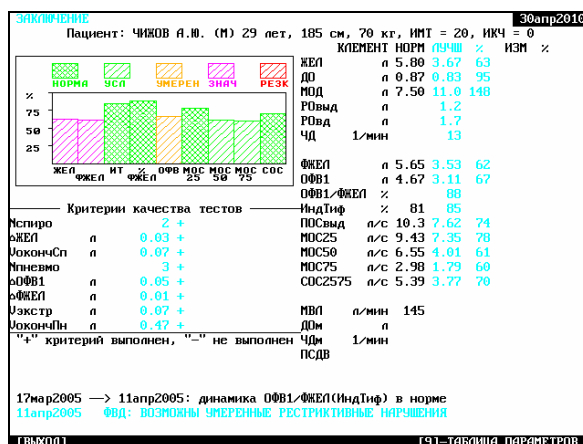 ЗАКЛЮЧЕНИЕ 30апр2010
Пациент: ЧИЖОВ А.Ю. (М) 29 лет, 185 см, 70 кг, ИМТ = 20, ИКЧ = 0
КЛЕМЕНТ НОРМ ЛУЧШ % ИЗМ %
НОРМА УСЛ УМЕРЕН ЗНАЧ РЕЗК
%
75
50
25
ЖЕЛ ФЖЕЛ ИТ % ФЖЕЛ ОФВ МОС 25 МОС 50 МОС 75 СОС
ЖЕЛ л 5.80 3.67 63
ДО л 0.87 0.83 95
МОД л 7.50 11.0 148
РОвыд л 1.2
РОвд л 1.7
ЧД 1/мин 13
ФЖЕЛ л 5.65 3.53 62
ОФВ1 л 4.67 3.11 67
ОФВ1/ФЖЕЛ % 88
ИндТиф % 81 85
ПОСвыд л/с 10.3 7.62 74
МОС25 л/с 9.43 7.35 78
МОС50 л/с 6.55 4.01 61
МОС75 л/с 2.98 1.79 60
СОС2575 л/с 5.39 3.77 70
МВЛ л/мин 145
ДОм л
ЧДм 1/мин
ПСДВ
Критерии качества тестов
Nспиро 2 +
△ЖЕЛ л 0.03 +
VокончСп л 0.07 +
Nпневмо 3 +
△ОФВ1 л 0.05 +
△ФЖЕЛ л 0.01 +
Vэкстр л 0.07 +
VокончПн л 0.47 +
"+" критерий выполнен, "-" не выполнен
17мар2005 —> 11апр2005: динамика ОФВ1/ФЖЕЛ(ИндТиф) в норме
11апр2005 ФВД: ВОЗМОЖНЫ УМЕРЕННЫЕ РЕСТРИКТИВНЫЕ НАРУШЕНИЯ
[ВЫХОД] [9]-ТАБЛИЦА ПАРАМЕТРОВ